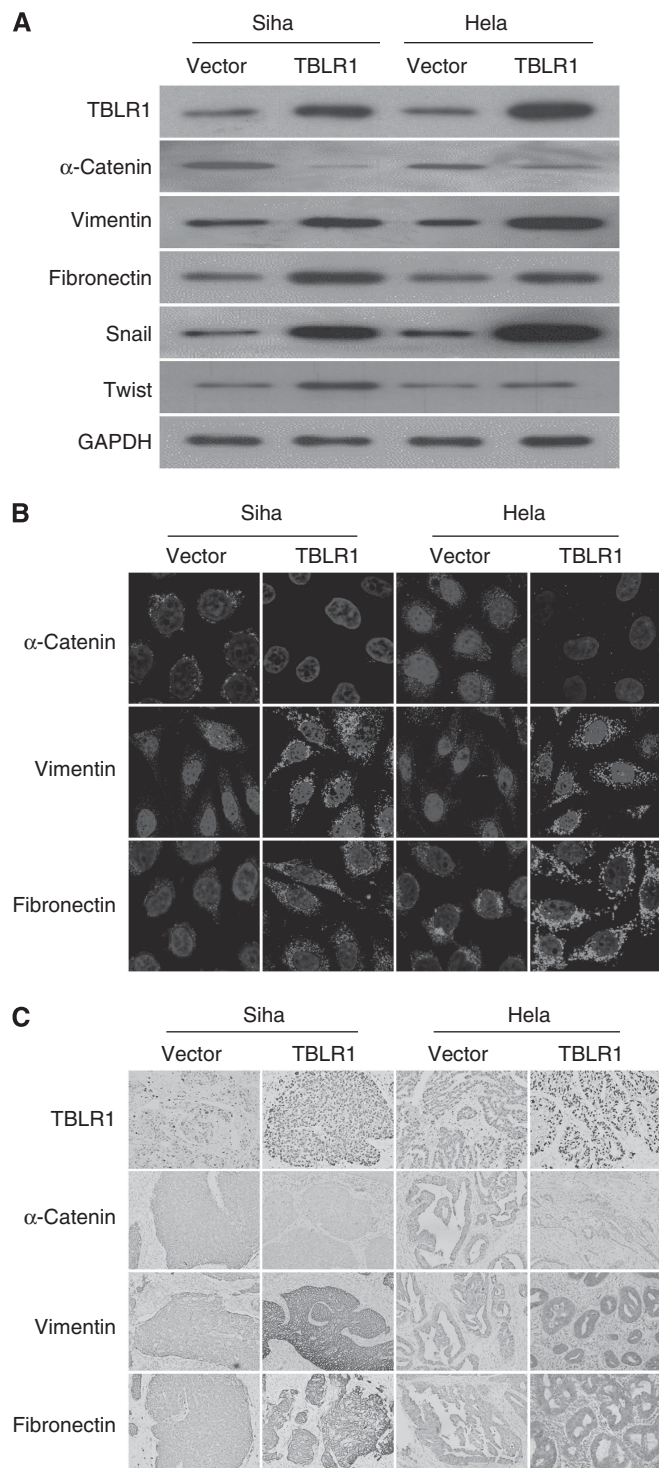 A
Siha Hela
Vector TBLR1 Vector TBLR1
TBLR1
α-Catenin
Vimentin
Fibronectin
Snail
Twist
GAPDH
B
Siha Hela
Vector TBLR1 Vector TBLR1
α-Catenin
Vimentin
Fibronectin
C
Siha Hela
Vector TBLR1 Vector TBLR1
TBLR1
α-Catenin
Vimentin
Fibronectin